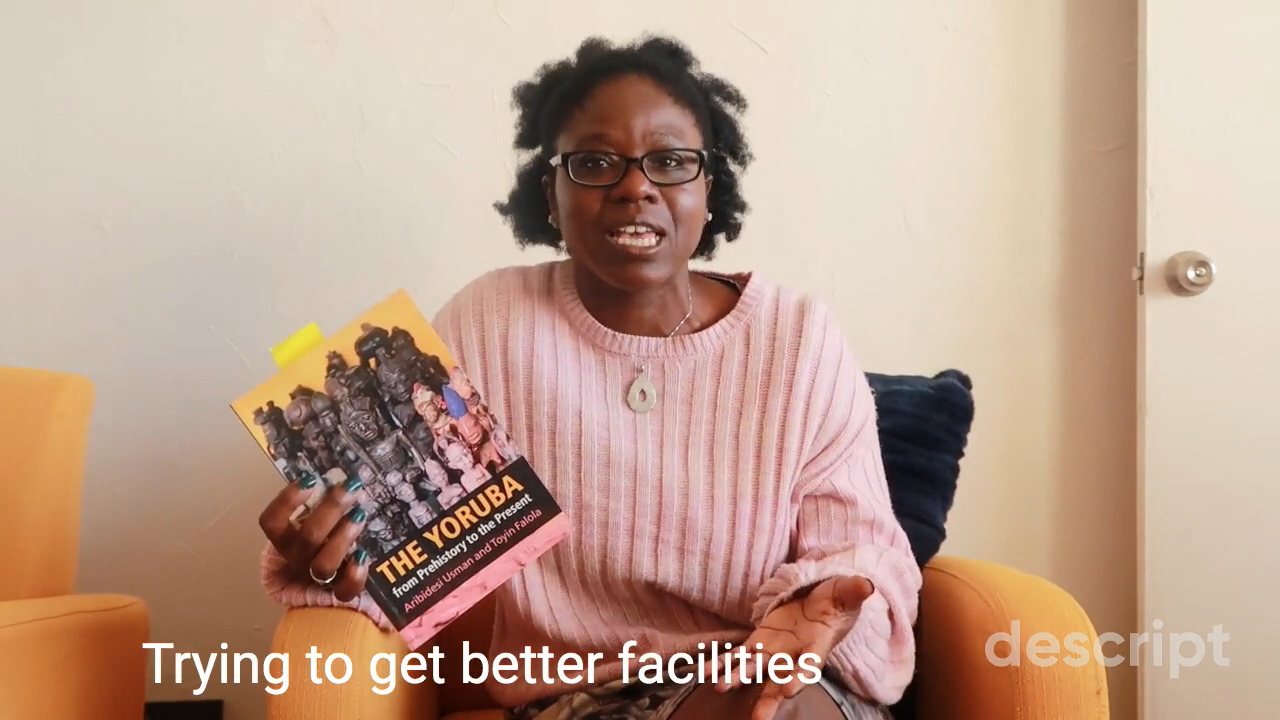 THE YORUBA
from Prehistory to the Present
Aribidesi Usman and Toyin Falola
Trying to get better facilities
descript